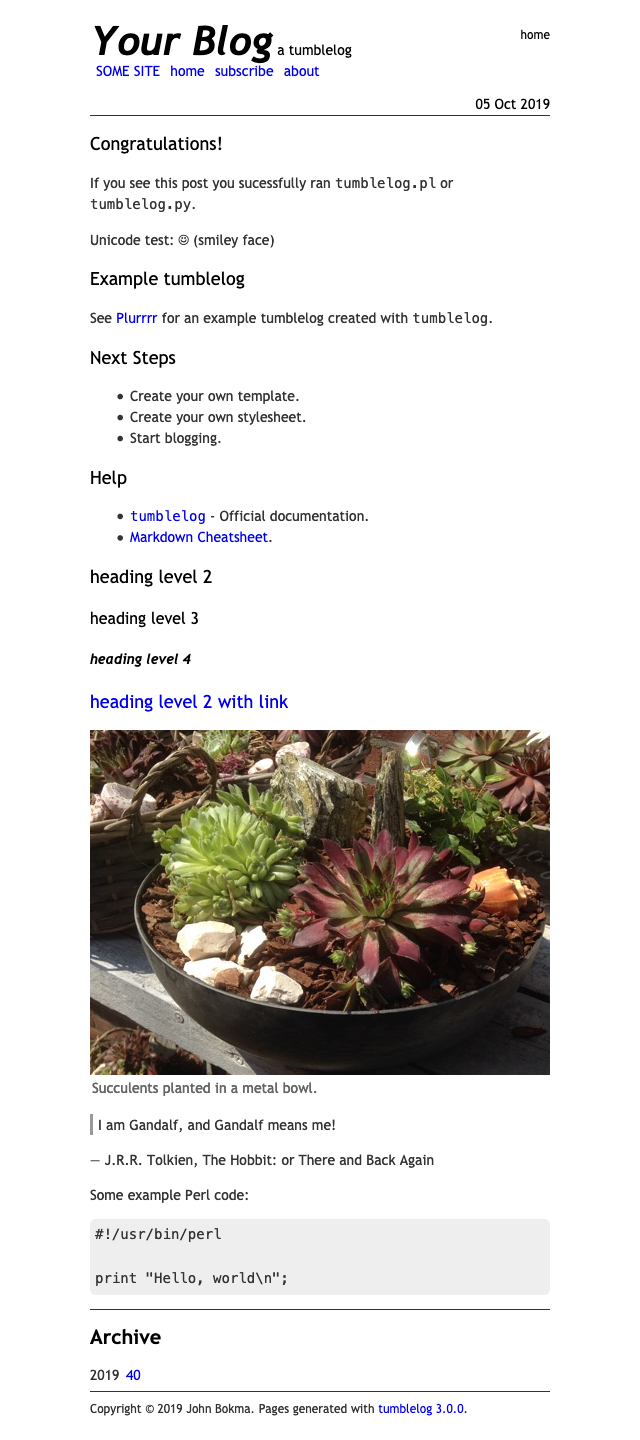 Your Blog a tumblelog
home
SOME SITE home subscribe about
05 Oct 2019
Congratulations!
If you see this post you sucessfully ran tumblelog.pl or
tumblelog.py.
Unicode test: ☺ (smiley face)
Example tumblelog
See Plurrrr for an example tumblelog created with tumblelog.
Next Steps
• Create your own template.
• Create your own stylesheet.
• Start blogging.
Help
• tumblelog - Official documentation.
• Markdown Cheatsheet.
heading level 2
heading level 3
heading level 4
heading level 2 with link
Succulents planted in a metal bowl.
I am Gandalf, and Gandalf means me!
— J.R.R. Tolkien, The Hobbit: or There and Back Again
Some example Perl code:
#!/usr/bin/perl
print "Hello, world\n";
Archive
2019 40
Copyright © 2019 John Bokma. Pages generated with tumblelog 3.0.0.